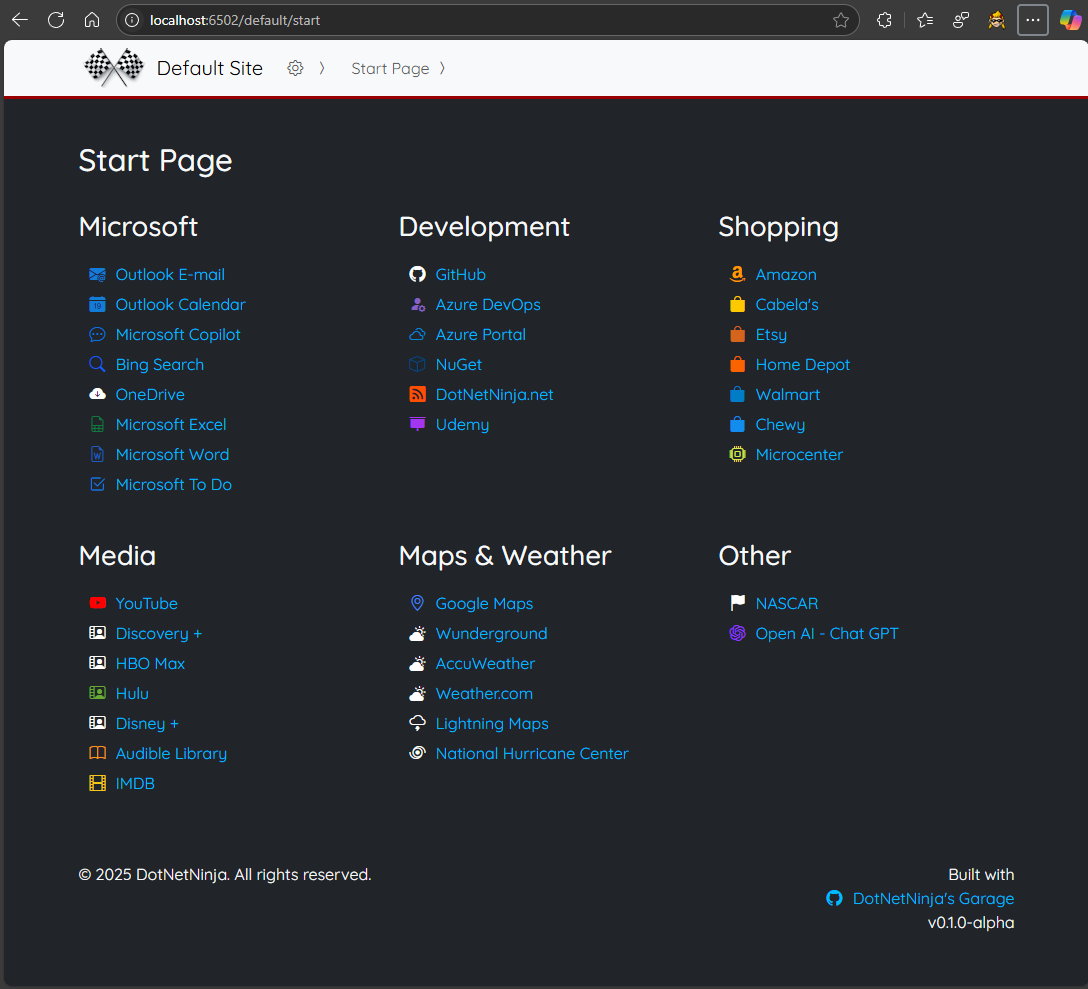 localhost:6502/default/start
Default Site
Start Page
Start Page
Microsoft
Outlook E-mail
Outlook Calendar
Microsoft Copilot
Bing Search
OneDrive
Microsoft Excel
Microsoft Word
Microsoft To Do
Development
GitHub
Azure DevOps
Azure Portal
NuGet
DotNetNinja.net
Udemy
Shopping
Amazon
Cabela's
Etsy
Home Depot
Walmart
Chewy
Microcenter
Media
YouTube
Discovery +
HBO Max
Hulu
Disney +
Audible Library
IMDB
Maps & Weather
Google Maps
Wunderground
AccuWeather
Weather.com
Lightning Maps
National Hurricane Center
Other
NASCAR
Open AI - Chat GPT
© 2025 DotNetNinja. All rights reserved.
Built with
DotNetNinja's Garage
v0.1.0-alpha